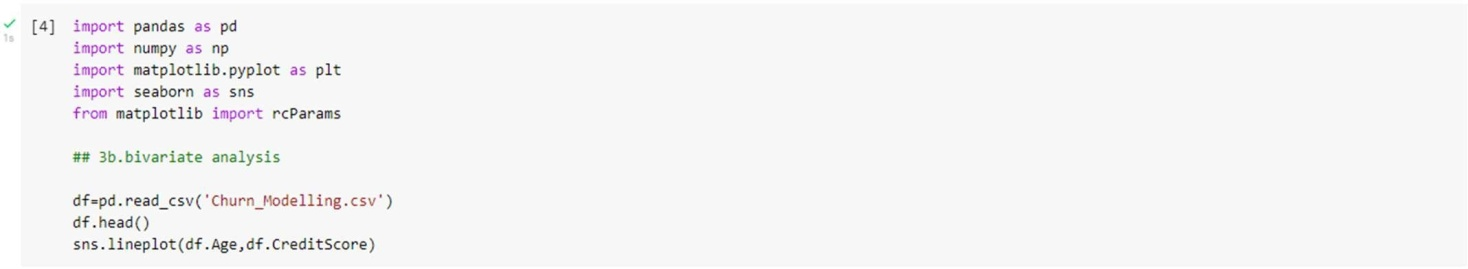 [4] import pandas as pd
import numpy as np
import matplotlib.pyplot as plt
import seaborn as sns
from matplotlib import rcParams
## 3b.bivariate analysis
df=pd.read_csv('Churn_Modelling.csv')
df.head()
sns.lineplot(df.Age,df.CreditScore)
1s